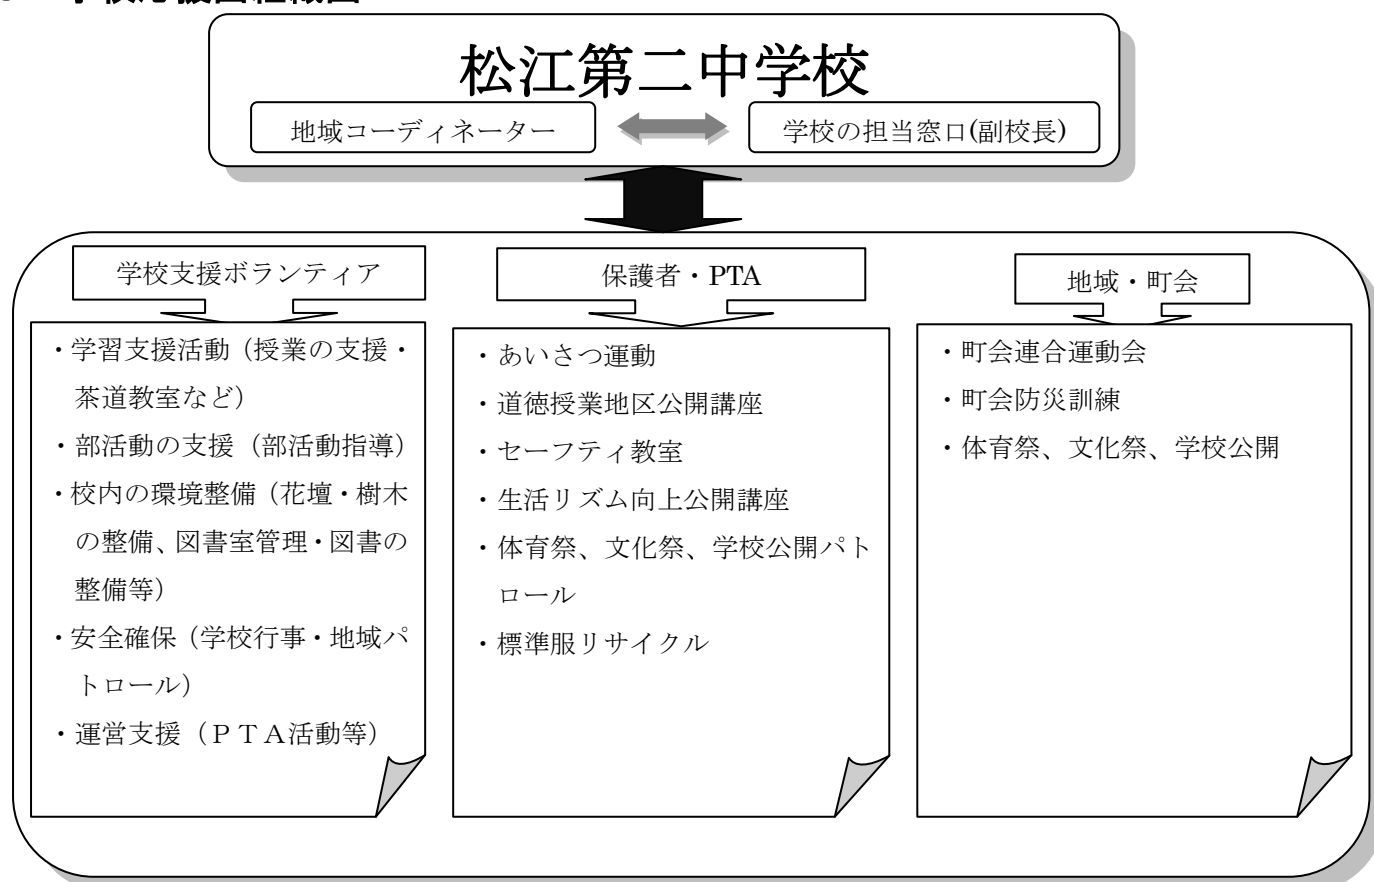 松江第二中学校
地域コーディネーター
学校の担当窓口(副校長)
学校支援ボランティア
・学習支援活動（授業の支援・
茶道教室など）
・部活動の支援（部活動指導）
・校内の環境整備（花壇・樹木
の整備、図書室管理・図書の
整備等）
・安全確保（学校行事・地域パ
トロール）
・運営支援（ＰＴＡ活動等）
保護者・PTA
・あいさつ運動
・道徳授業地区公開講座
・セーフティ教室
・生活リズム向上公開講座
・体育祭、文化祭、学校公開パト
ロール
・標準服リサイクル
地域・町会
・町会連合運動会
・町会防災訓練
・体育祭、文化祭、学校公開